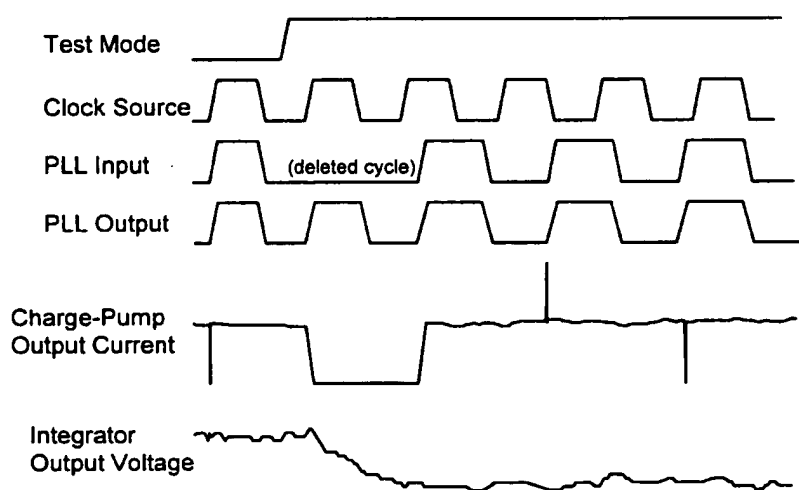 Test Mode
Clock Source
PLL Input
(deleted cycle)
PLL Output
Charge-Pump
Output Current
Integrator
Output Voltage